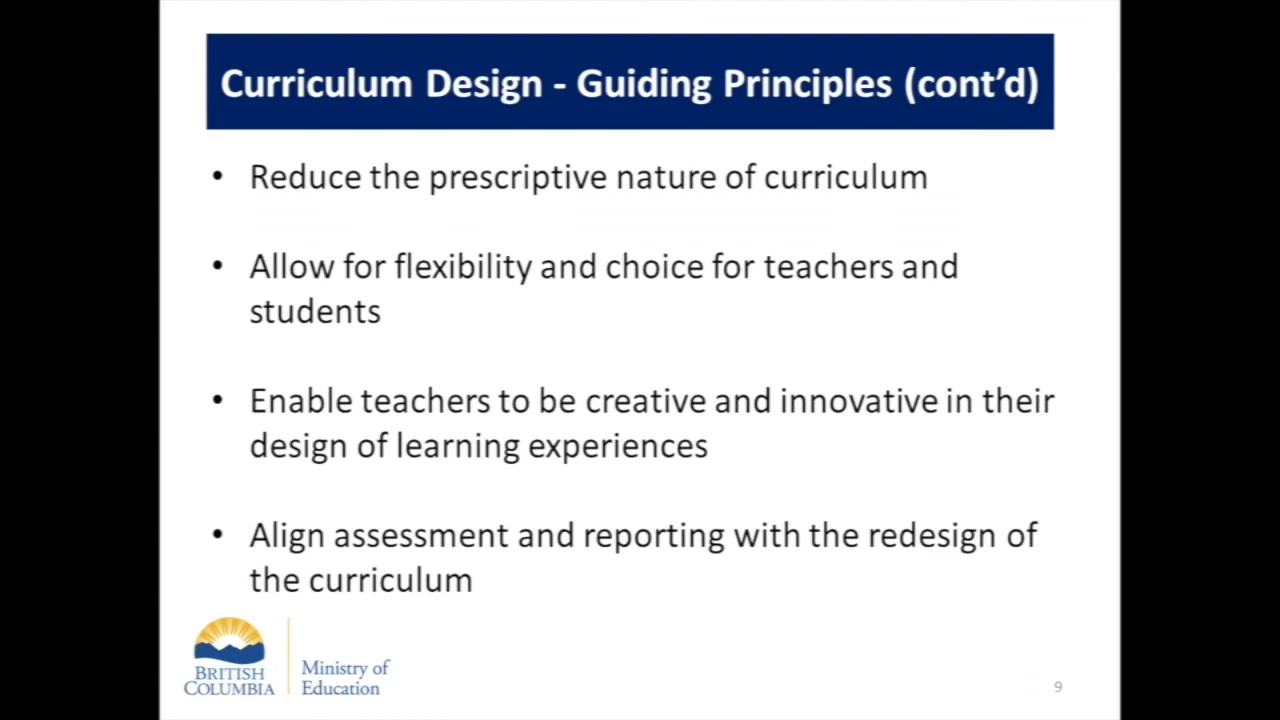 Curriculum Design - Guiding Principles (cont’d)
• Reduce the prescriptive nature of curriculum
• Allow for flexibility and choice for teachers and
students
• Enable teachers to be creative and innovative in their
design of learning experiences
• Align assessment and reporting with the redesign of
the curriculum
BRITISH
COLUMBIA
Ministry of
Education
9